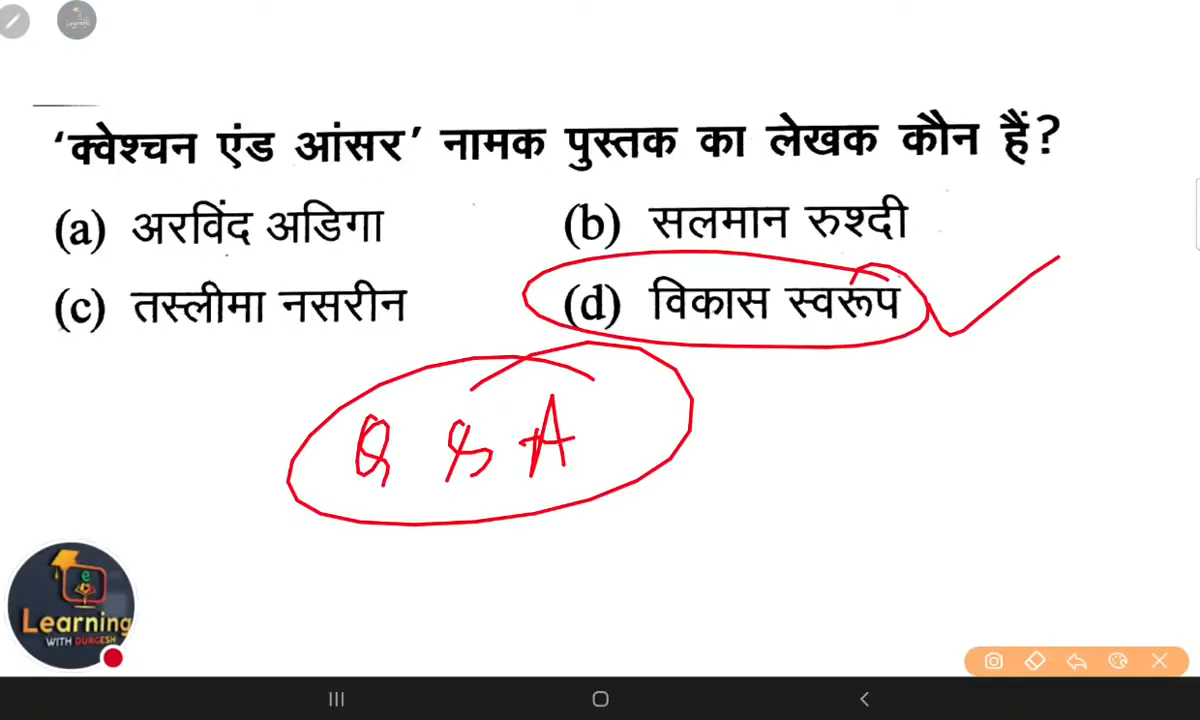 ‘क्वेश्चन एंड आंसर’ नामक पुस्तक का लेखक कौन हैं?
(a) अरविंद अडिगा (b) सलमान रुश्दी
(c) तस्लीमा नसरीन (d) विकास स्वरूप
Q & A
e
Learning
WITH DURGESH